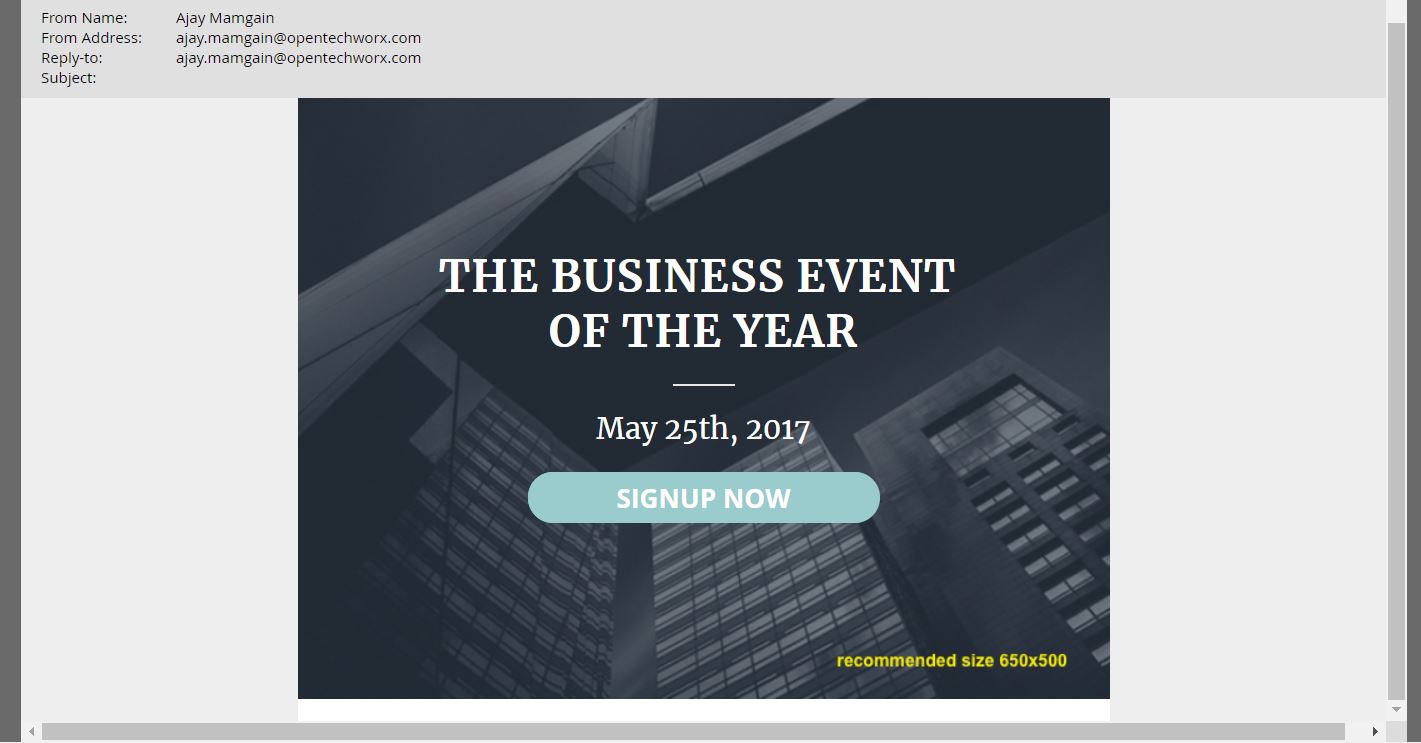 From Name: Ajay Mamgain
From Address: ajay.mamgain@opentechworx.com
Reply-to: ajay.mamgain@opentechworx.com
Subject:
THE BUSINESS EVENT
OF THE YEAR
May 25th, 2017
SIGNUP NOW
recommended size 650x500